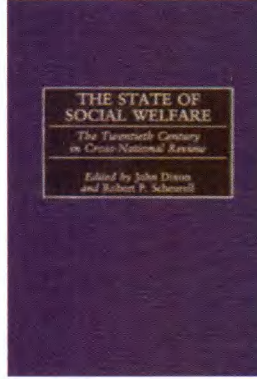 THE STATE OF
SOCIAL WELFARE
The Twentieth Century
in Cross-National Review
Edited by John Dixon
and Robert P. Scheurell